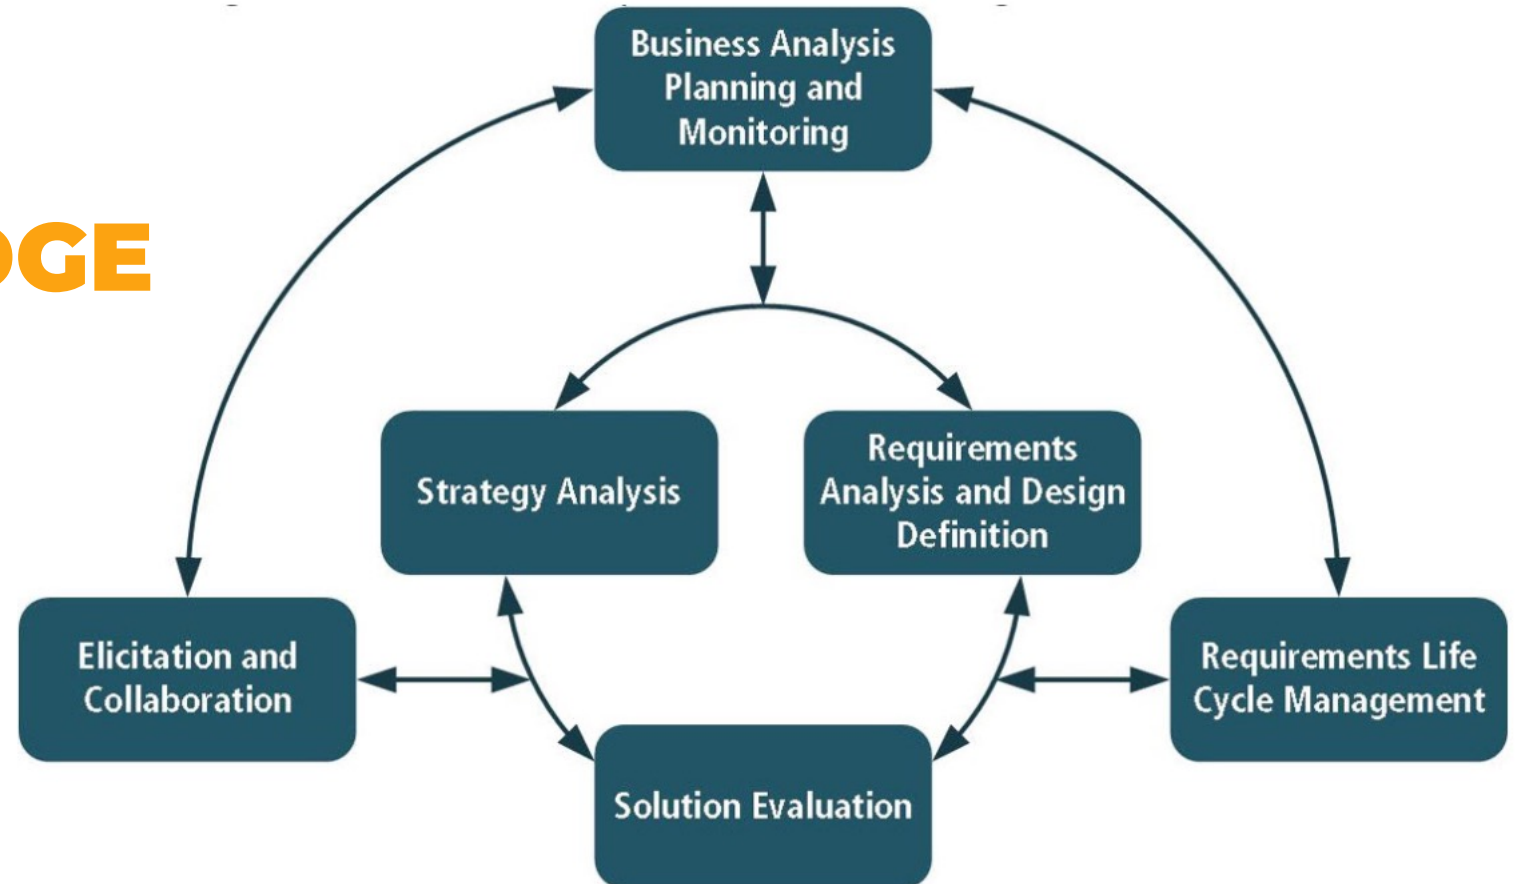 Business Analysis
Planning and
Monitoring
Strategy Analysis
Requirements
Analysis and Design
Definition
Elicitation and
Collaboration
Requirements Life
Cycle Management
Solution Evaluation